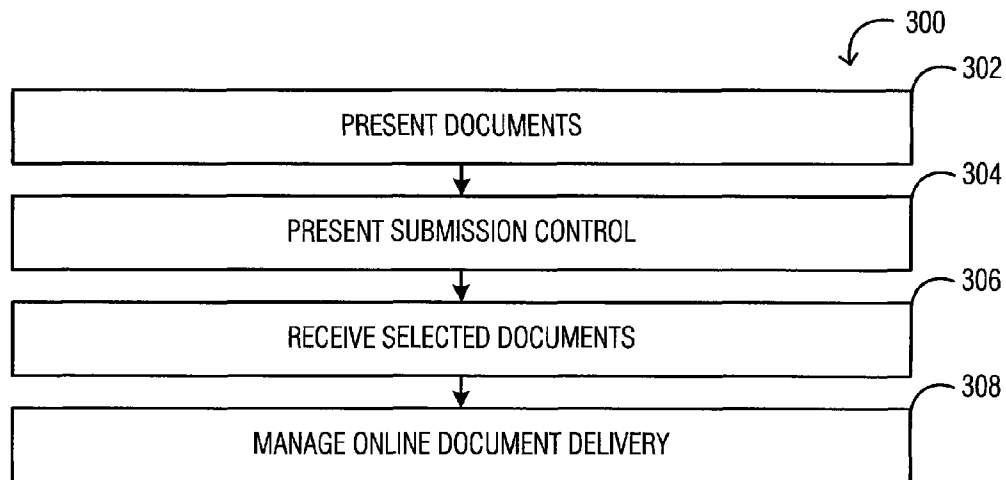 300
302
PRESENT DOCUMENTS
304
PRESENT SUBMISSION CONTROL
306
RECEIVE SELECTED DOCUMENTS
308
MANAGE ONLINE DOCUMENT DELIVERY